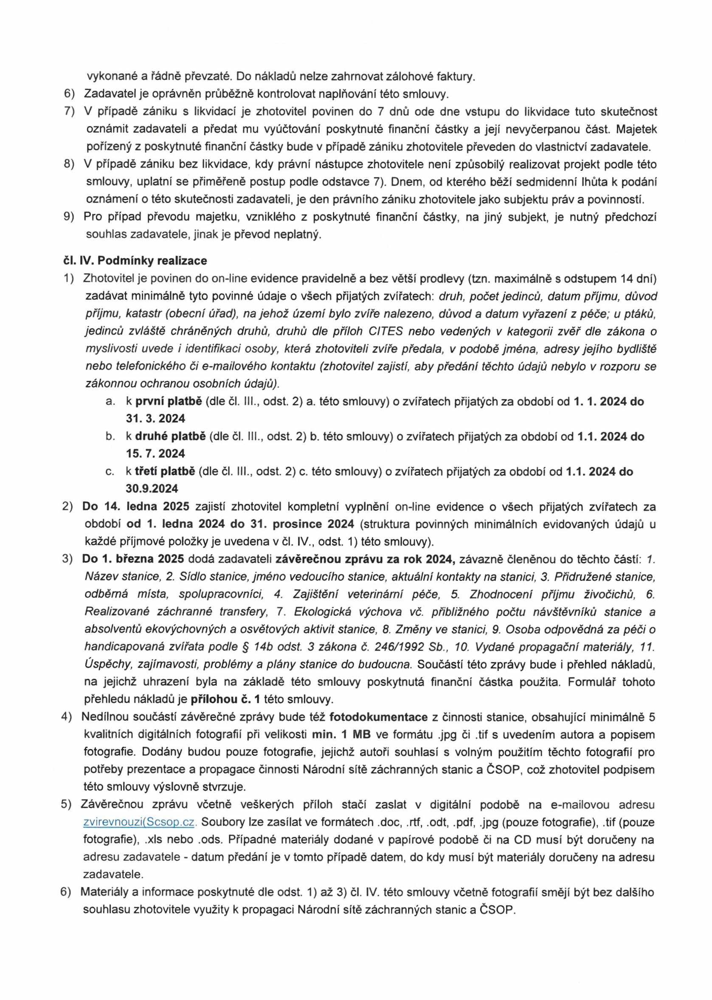 vykonané a řádně převzaté. Do nákladů nelze zahrnovat zálohové faktury.
6) Zadavatel je oprávněn průběžně kontrolovat naplňování této smlouvy.
7) V případě zániku s likvidací je zhotovitel povinen do 7 dnů ode dne vstupu do likvidace tuto skutečnost
oznámit zadavateli a předat mu vyúčtování poskytnuté finanční částky a její nevyčerpanou část. Majetek
pořízený z poskytnuté finanční částky bude v případě zániku zhotovitele převeden do vlastnictví zadavatele.
8) V případě zániku bez likvidace, kdy právní nástupce zhotovitele není způsobilý realizovat projekt podle této
smlouvy, uplatní se přiměřeně postup podle odstavce 7). Dnem, od kterého běží sedmidenní lhůta k podání
oznámení o této skutečnosti zadavateli, je den právního zániku zhotovitele jako subjektu práv a povinností.
9) Pro případ převodu majetku, vzniklého z poskytnuté finanční částky, na jiný subjekt, je nutný předchozí
souhlas zadavatele, jinak je převod neplatný.
čl. IV. Podmínky realizace
1) Zhotovitel je povinen do on-line evidence pravidelně a bez větší prodlevy (tzn. maximálně s odstupem 14 dní)
zadávat minimálně tyto povinné údaje o všech přijatých zvířatech: druh, počet jedinců, datum příjmu, důvod
příjmu, katastr (obecní úřad), na jehož území bylo zvíře nalezeno, důvod a datum vyřazení z péče; u ptáků,
jedinců zvláště chráněných druhů, druhů dle příloh CITES nebo vedených v kategorii zvěř dle zákona o
myslivosti uvede i identifikaci osoby, která zhotoviteli zvíře předala, v podobě jména, adresy jejího bydliště
nebo telefonického či e-mailového kontaktu (zhotovitel zajistí, aby předání těchto údajů nebylo v rozporu se
zákonnou ochranou osobních údajů).
a. k první platbě (dle čl. III., odst. 2) a. této smlouvy) o zvířatech přijatých za období od 1. 1. 2024 do
31. 3. 2024
b. k druhé platbě (dle čl. III., odst. 2) b. této smlouvy) o zvířatech přijatých za období od 1.1. 2024 do
15. 7. 2024
c. k třetí platbě (dle čl. III., odst. 2) c. této smlouvy) o zvířatech přijatých za období od 1.1. 2024 do
30.9.2024
2) Do 14. ledna 2025 zajistí zhotovitel kompletní vyplnění on-line evidence o všech přijatých zvířatech za
období od 1. ledna 2024 do 31. prosince 2024 (struktura povinných minimálních evidovaných údajů u
každé příjmové položky je uvedena v čl. IV., odst. 1) této smlouvy).
3) Do 1. března 2025 dodá zadavateli závěrečnou zprávu za rok 2024, závazně členěnou do těchto částí: 1.
Název stanice, 2. Sídlo stanice, jméno vedoucího stanice, aktuální kontakty na stanici, 3. Přidružené stanice,
odběrná místa, spolupracovníci, 4. Zajištění veterinární péče, 5. Zhodnocení příjmu živočichů, 6.
Realizované záchranné transfery, 7. Ekologická výchova vč. přibližného počtu návštěvníků stanice a
absolventů ekovýchovných a osvětových aktivit stanice, 8. Změny ve stanici, 9. Osoba odpovědná za péči o
handicapovaná zvířata podle § 14b odst. 3 zákona č. 246/1992 Sb., 10. Vydané propagační materiály, 11.
Úspěchy, zajímavosti, problémy a plány stanice do budoucna. Součástí této zprávy bude i přehled nákladů,
na jejichž uhrazení byla na základě této smlouvy poskytnutá finanční částka použita. Formulář tohoto
přehledu nákladů je přílohou č. 1 této smlouvy.
4) Nedílnou součástí závěrečné zprávy bude též fotodokumentace z činnosti stanice, obsahující minimálně 5
kvalitních digitálních fotografií při velikosti min. 1 MB ve formátu .jpg či .tif s uvedením autora a popisem
fotografie. Dodány budou pouze fotografie, jejichž autoři souhlasí s volným použitím těchto fotografií pro
potřeby prezentace a propagace činnosti Národní sítě záchranných stanic a ČSOP, což zhotovitel podpisem
této smlouvy výslovně stvrzuje.
5) Závěrečnou zprávu včetně veškerých příloh stačí zaslat v digitální podobě na e-mailovou adresu
zvirevnouzi(Scsop.cz. Soubory lze zasílat ve formátech .doc, .rtf, .odt, .pdf, .jpg (pouze fotografie), .tif (pouze
fotografie), .xls nebo .ods. Případné materiály dodané v papírové podobě či na CD musí být doručeny na
adresu zadavatele - datum předání je v tomto případě datem, do kdy musí být materiály doručeny na adresu
zadavatele.
6) Materiály a informace poskytnuté dle odst. 1) až 3) čl. IV. této smlouvy včetně fotografií smějí být bez dalšího
souhlasu zhotovitele využity k propagaci Národní sítě záchranných stanic a ČSOP.